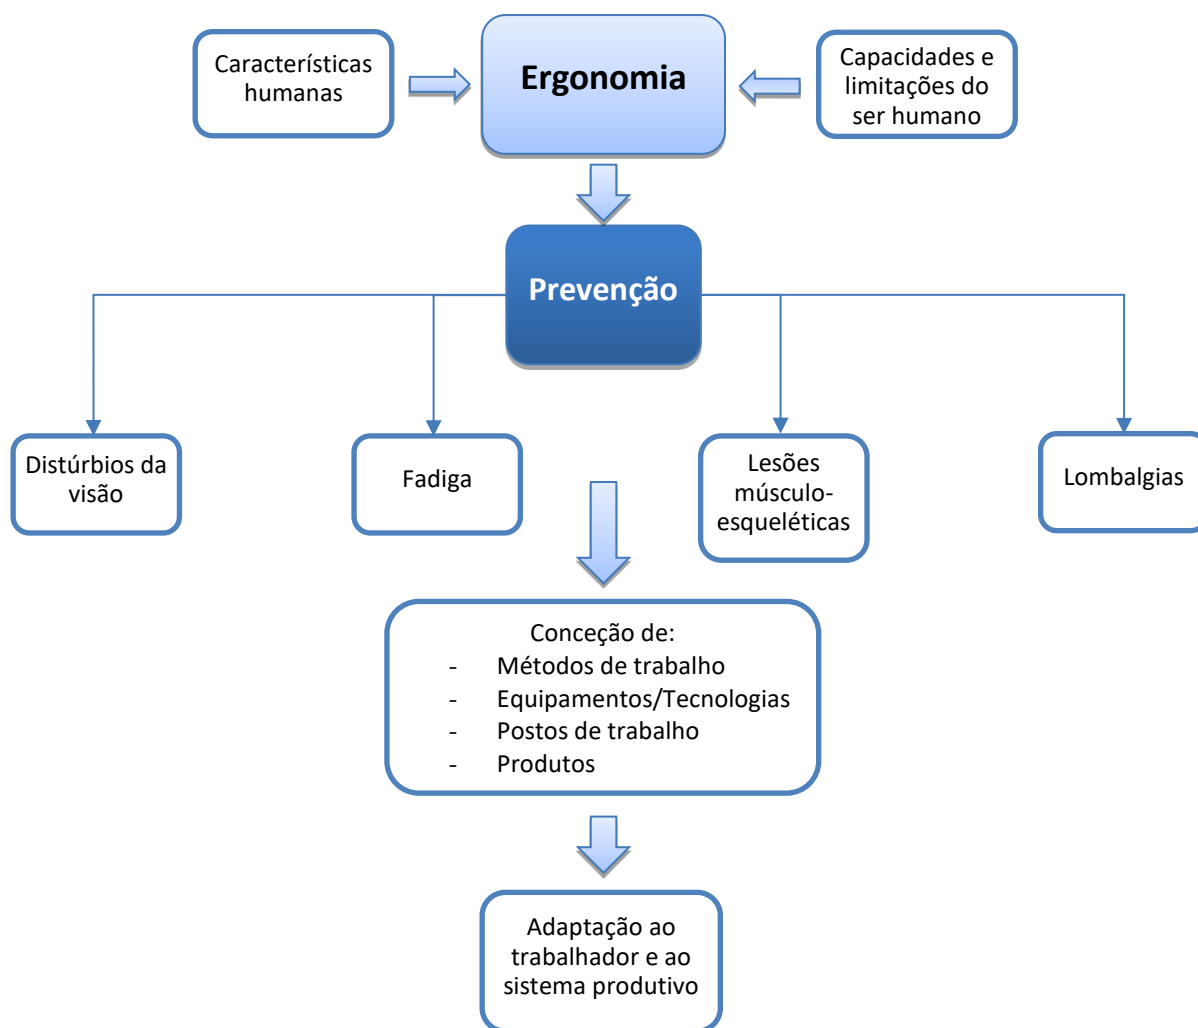 Características
humanas
Ergonomia
Capacidades e
limitações do
ser humano
Prevenção
Distúrbios da
visão
Fadiga
Lesões
músculo-
esqueléticas
Lombalgias
Conceção de:
- Métodos de trabalho
- Equipamentos/Tecnologias
- Postos de trabalho
- Produtos
Adaptação ao
trabalhador e ao
sistema produtivo